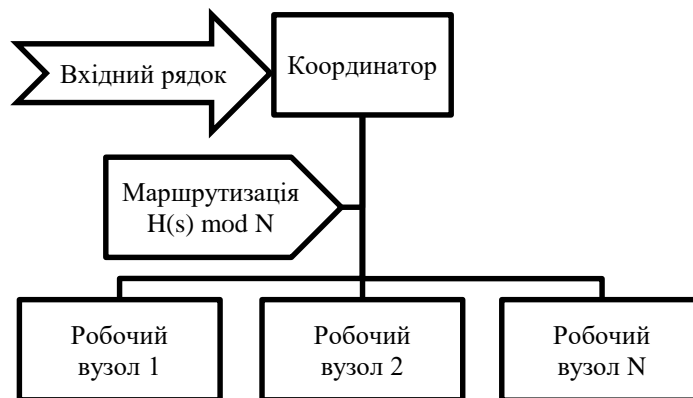 Вхідний рядок
Координатор
Маршрутизація
H(s) mod N
Робочий
вузол 1
Робочий
вузол 2
Робочий
вузол N